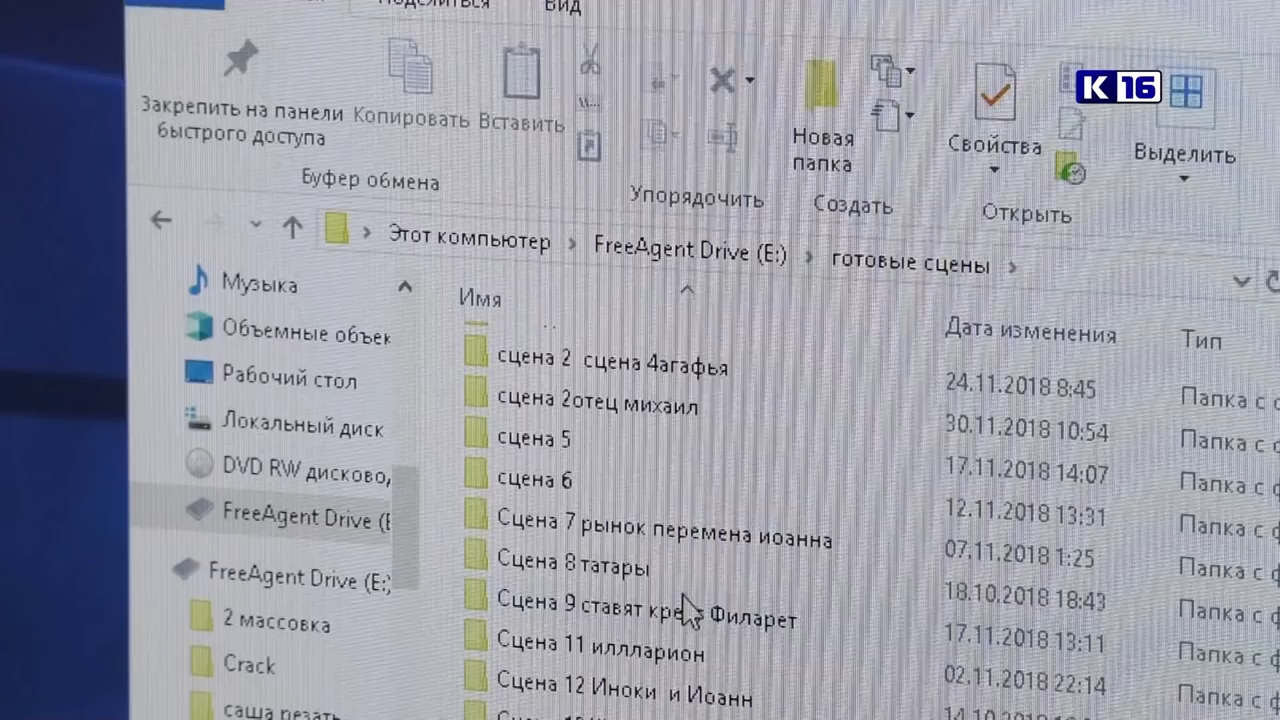 Поделиться
Вид
K 16
Закрепить на панели
быстрого доступа
Копировать
Вставить
Новая
папка
Свойства
Выделить
Буфер обмена
Упорядочить
Создать
Открыть
Этот компьютер
FreeAgent Drive (E:)
готовые сцены
Имя
Дата изменения
Тип
Музыка
Объемные объек
Рабочий стол
Локальный диск
DVD RW дисково,
FreeAgent Drive (E
FreeAgent Drive (E:)
2 массовка
Crack
саша резать
сцена 2 сцена 4агафья
24.11.2018 8:45
Папка с
сцена 2отец михаил
30.11.2018 10:54
Папка с
сцена 5
17.11.2018 14:07
Папка с
сцена 6
12.11.2018 13:31
Папка с
Сцена 7 рынок перемена иоанна
07.11.2018 1:25
Папка с ф
Сцена 8 татары
18.10.2018 18:43
Папка с ф
Сцена 9 ставят Филарет
17.11.2018 13:11
Папка с ф
Сцена 11 иллларион
02.11.2018 22:14
Папка с ф
Сцена 12 Иноки и Иоанн